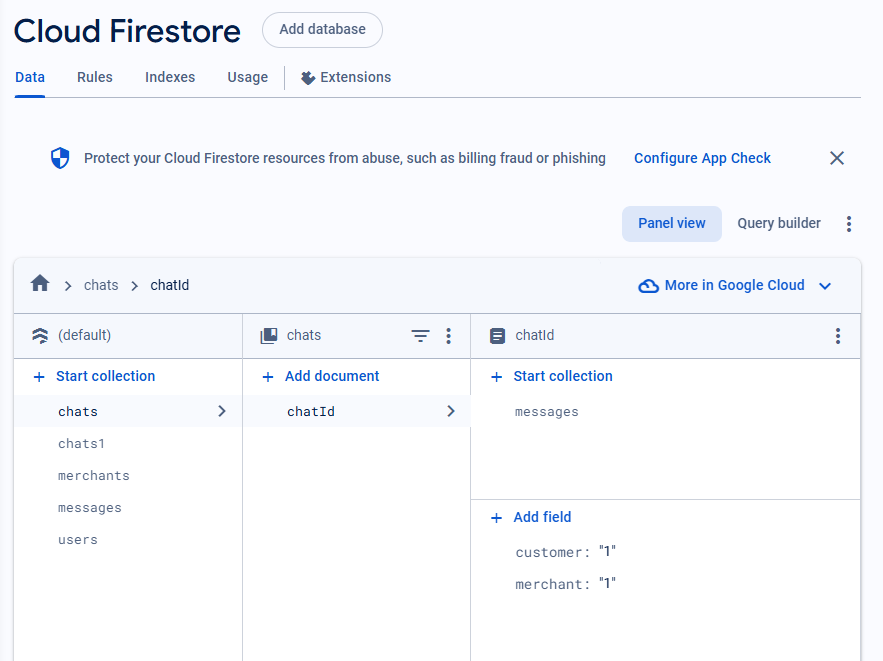 Cloud Firestore Add database
Data Rules Indexes Usage Extensions
Protect your Cloud Firestore resources from abuse, such as billing fraud or phishing Configure App Check
Panel view Query builder
chats chatId More in Google Cloud
(default) chats chatId
+ Start collection + Add document + Start collection
chats chatId messages
chats1
merchants
messages
users
+ Add field
customer: "1"
merchant: "1"